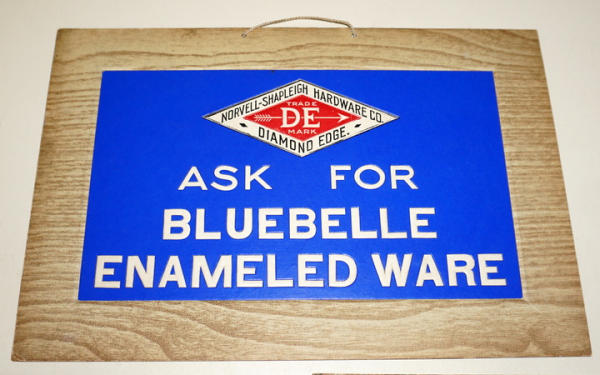 NORVELL-SHAPLEIGH HARDWARE CO.
TRADE
DE
MARK
DIAMOND EDGE.
ASK FOR
BLUEBELLE
ENAMELED WARE